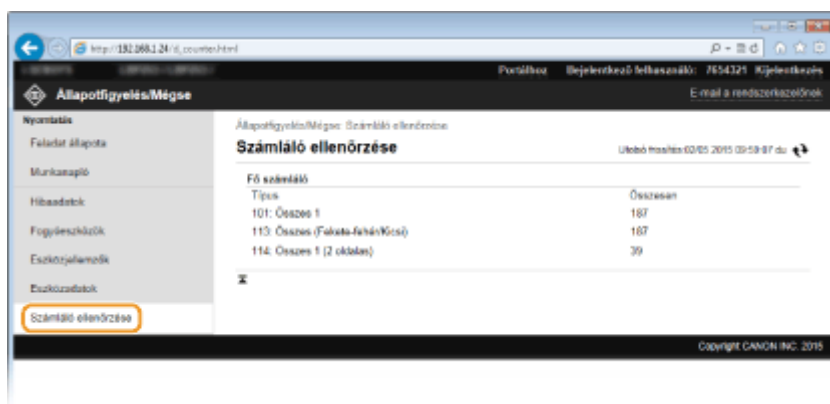 http://192.168.1.24/d_counter.html
Portálhoz Bejelentkező felhasználó: 7654321 Kijelentkezés
Állapotfigyelés/Mégse
E-mail a rendszerkezelőnek
Nyomtatás
Feladat állapota
Munkanapló
Hibaadatok
Fogyóeszközök
Eszközjellemzők
Eszközadatok
Számláló ellenőrzése
Állapotfigyelés/Mégse: Számláló ellenőrzése
Számláló ellenőrzése
Utolsó frissítés:02/05 2015 09:59:07 du
Fő számláló
Típus Összesen
101: Összes 1 187
113: Összes (Fekete-fehér/Kicsi) 187
114: Összes 1 (2 oldalas) 39
Copyright CANON INC. 2015